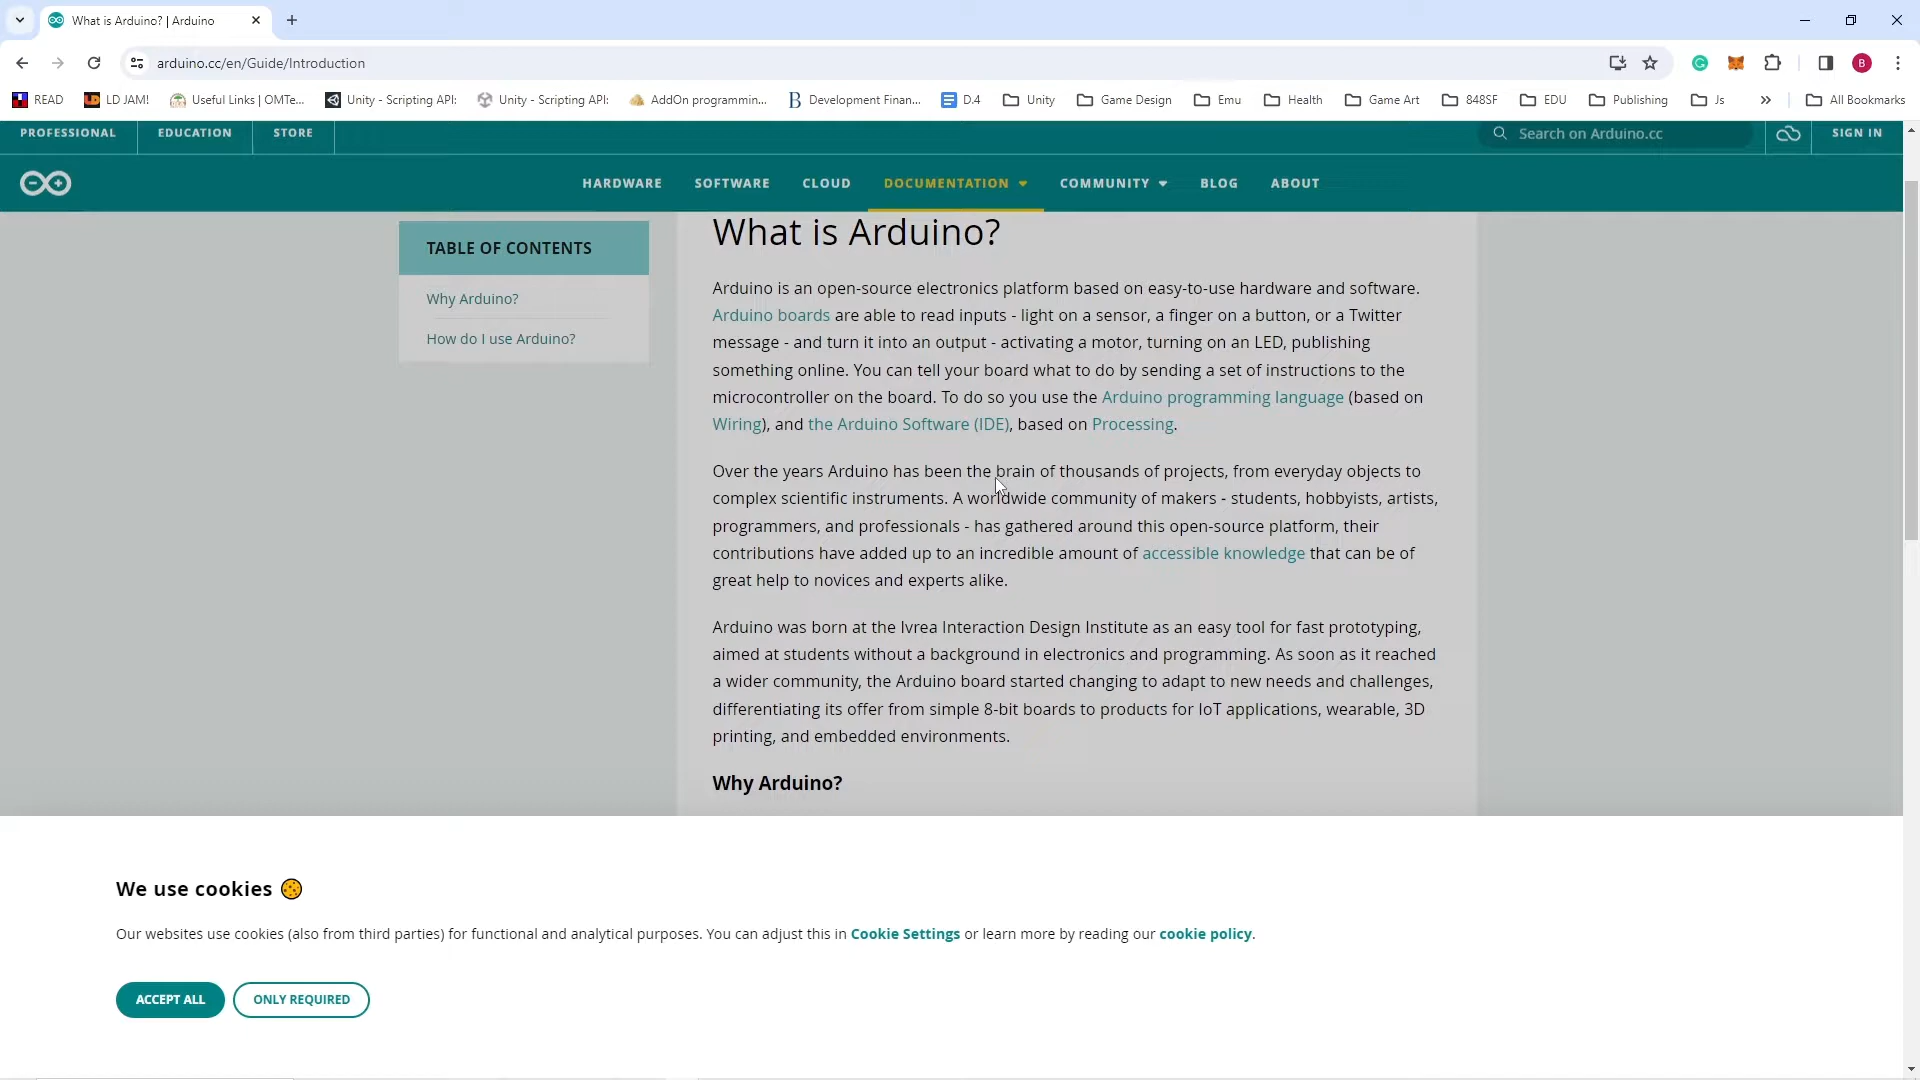 What is Arduino? | Arduino
arduino.cc/en/Guide/Introduction
B
READ
LD JAM!
Useful Links | OMTe...
Unity - Scripting API:
Unity - Scripting API:
AddOn programmin...
Development Finan...
D.4
Unity
Game Design
Emu
Health
Game Art
848SF
EDU
Publishing
Js
All Bookmarks
PROFESSIONAL
EDUCATION
STORE
Search on Arduino.cc
SIGN IN
HARDWARE
SOFTWARE
CLOUD
DOCUMENTATION
COMMUNITY
BLOG
ABOUT
TABLE OF CONTENTS
Why Arduino?
How do I use Arduino?
What is Arduino?
Arduino is an open-source electronics platform based on easy-to-use hardware and software.
Arduino boards are able to read inputs - light on a sensor, a finger on a button, or a Twitter
message - and turn it into an output - activating a motor, turning on an LED, publishing
something online. You can tell your board what to do by sending a set of instructions to the
microcontroller on the board. To do so you use the Arduino programming language (based on
Wiring), and the Arduino Software (IDE), based on Processing.
Over the years Arduino has been the brain of thousands of projects, from everyday objects to
complex scientific instruments. A worldwide community of makers - students, hobbyists, artists,
programmers, and professionals - has gathered around this open-source platform, their
contributions have added up to an incredible amount of accessible knowledge that can be of
great help to novices and experts alike.
Arduino was born at the Ivrea Interaction Design Institute as an easy tool for fast prototyping,
aimed at students without a background in electronics and programming. As soon as it reached
a wider community, the Arduino board started changing to adapt to new needs and challenges,
differentiating its offer from simple 8-bit boards to products for IoT applications, wearable, 3D
printing, and embedded environments.
Why Arduino?
We use cookies
Our websites use cookies (also from third parties) for functional and analytical purposes. You can adjust this in Cookie Settings or learn more by reading our cookie policy.
ACCEPT ALL
ONLY REQUIRED